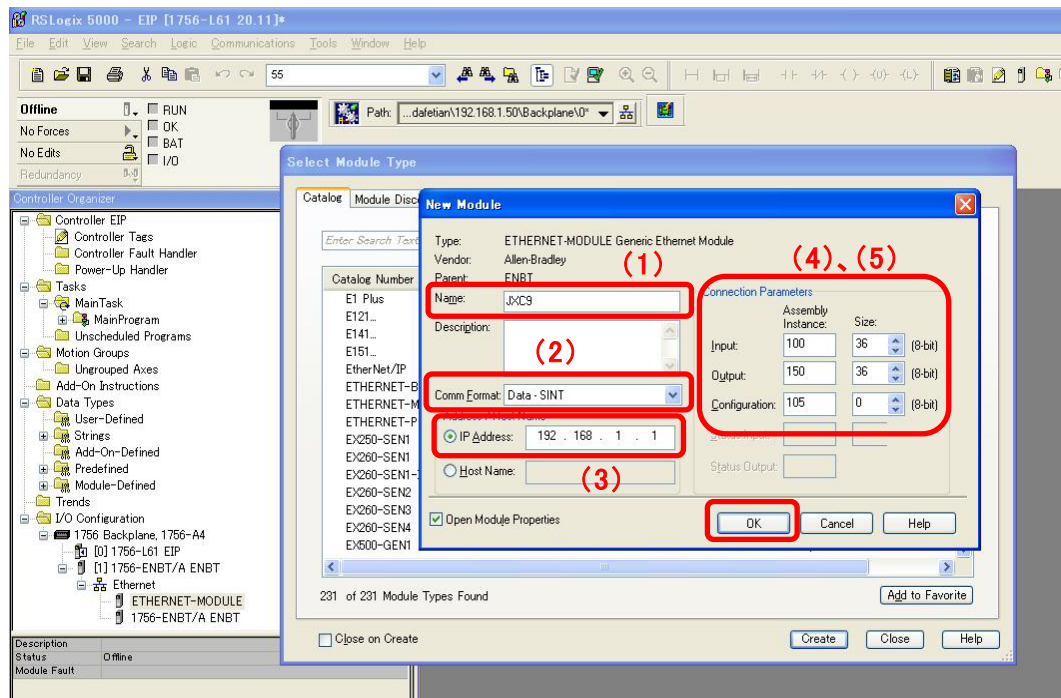 RSLogix 5000 - EIP [1756-L61 20.11]*
File Edit View Search Logic Communications Tools Window Help
55
Offline
RUN
No Forces
OK
No Edits
BAT
Redundancy
I/O
Path: ...dafetian\192.168.1.50\Backplane\0*
Controller Organizer
Controller EIP
Controller Tags
Controller Fault Handler
Power-Up Handler
Tasks
MainTask
MainProgram
Unscheduled Programs
Motion Groups
Ungrouped Axes
Add-On Instructions
Data Types
User-Defined
Strings
Add-On-Defined
Predefined
Module-Defined
Trends
I/O Configuration
1756 Backplane, 1756-A4
[0] 1756-L61 EIP
[1] 1756-ENBT/A ENBT
Ethernet
ETHERNET-MODULE
1756-ENBT/A ENBT
Description
Status Offline
Module Fault
Select Module Type
Catalog Module Disco
Enter Search Text
Catalog Number
E1 Plus
E121...
E141...
E151...
EtherNet/IP
ETHERNET-B
ETHERNET-M
ETHERNET-P
EX250-SEN1
EX260-SEN1
EX260-SEN1-
EX260-SEN2
EX260-SEN3
EX260-SEN4
EX500-GEN1
231 of 231 Module Types Found
Add to Favorite
Close on Create
Create Close Help
New Module
Type: ETHERNET-MODULE Generic Ethernet Module
Vendor: Allen-Bradley
Parent: ENBT
(1)
Name: JXC9
Description:
(2)
Comm Format: Data - SINT
Address / Host Name
IP Address: 192 . 168 . 1 . 1
Host Name:
(3)
Open Module Properties
(4)、(5)
Connection Parameters
Assembly Instance: Size:
Input: 100 36 (8-bit)
Output: 150 36 (8-bit)
Configuration: 105 0 (8-bit)
Status Input:
Status Output:
OK Cancel Help